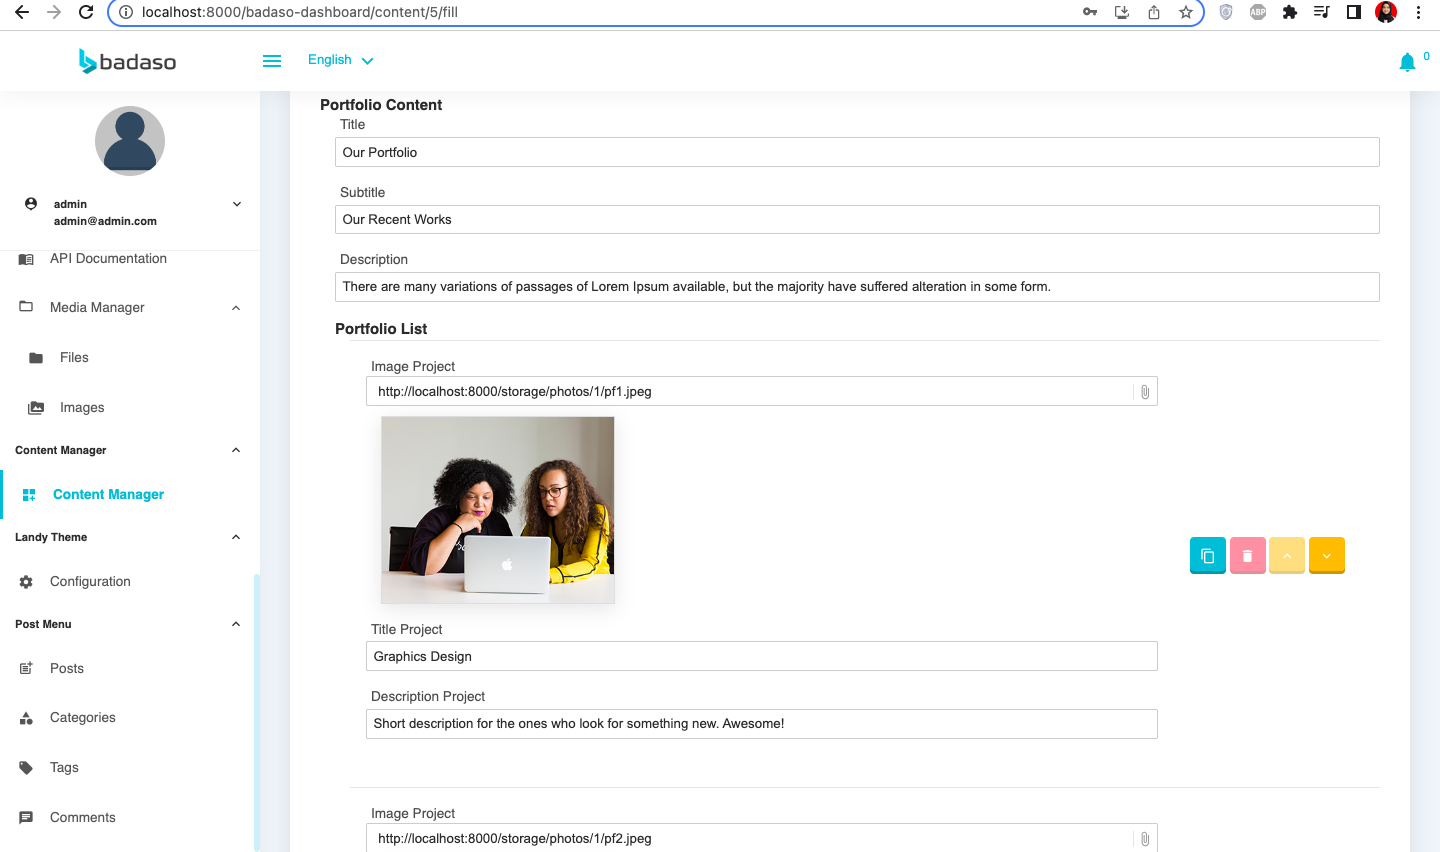 localhost:8000/badaso-dashboard/content/5/fill
ABP
badaso
English
0
admin
admin@admin.com
API Documentation
Media Manager
Files
Images
Content Manager
Content Manager
Landy Theme
Configuration
Post Menu
Posts
Categories
Tags
Comments
Portfolio Content
Title
Our Portfolio
Subtitle
Our Recent Works
Description
There are many variations of passages of Lorem Ipsum available, but the majority have suffered alteration in some form.
Portfolio List
Image Project
http://localhost:8000/storage/photos/1/pf1.jpeg
Title Project
Graphics Design
Description Project
Short description for the ones who look for something new. Awesome!
Image Project
http://localhost:8000/storage/photos/1/pf2.jpeg